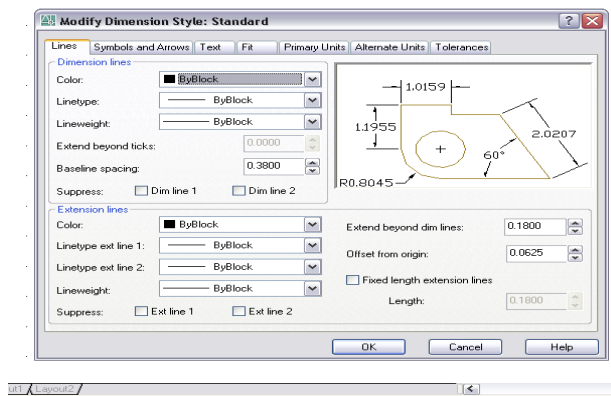 Modify Dimension Style: Standard
Lines Symbols and Arrows Text Fit Primary Units Alternate Units Tolerances
Dimension lines
Color: ByBlock
Linetype: ByBlock
Lineweight: ByBlock
Extend beyond ticks: 0.0000
Baseline spacing: 0.3800
Suppress: Dim line 1 Dim line 2
1.0159
1.1955
2.0207
60°
R0.8045
Extension lines
Color: ByBlock
Linetype ext line 1: ByBlock
Linetype ext line 2: ByBlock
Lineweight: ByBlock
Suppress: Ext line 1 Ext line 2
Extend beyond dim lines: 0.1800
Offset from origin: 0.0625
Fixed length extension lines
Length: 0.1800
OK Cancel Help
ut1 Layout2